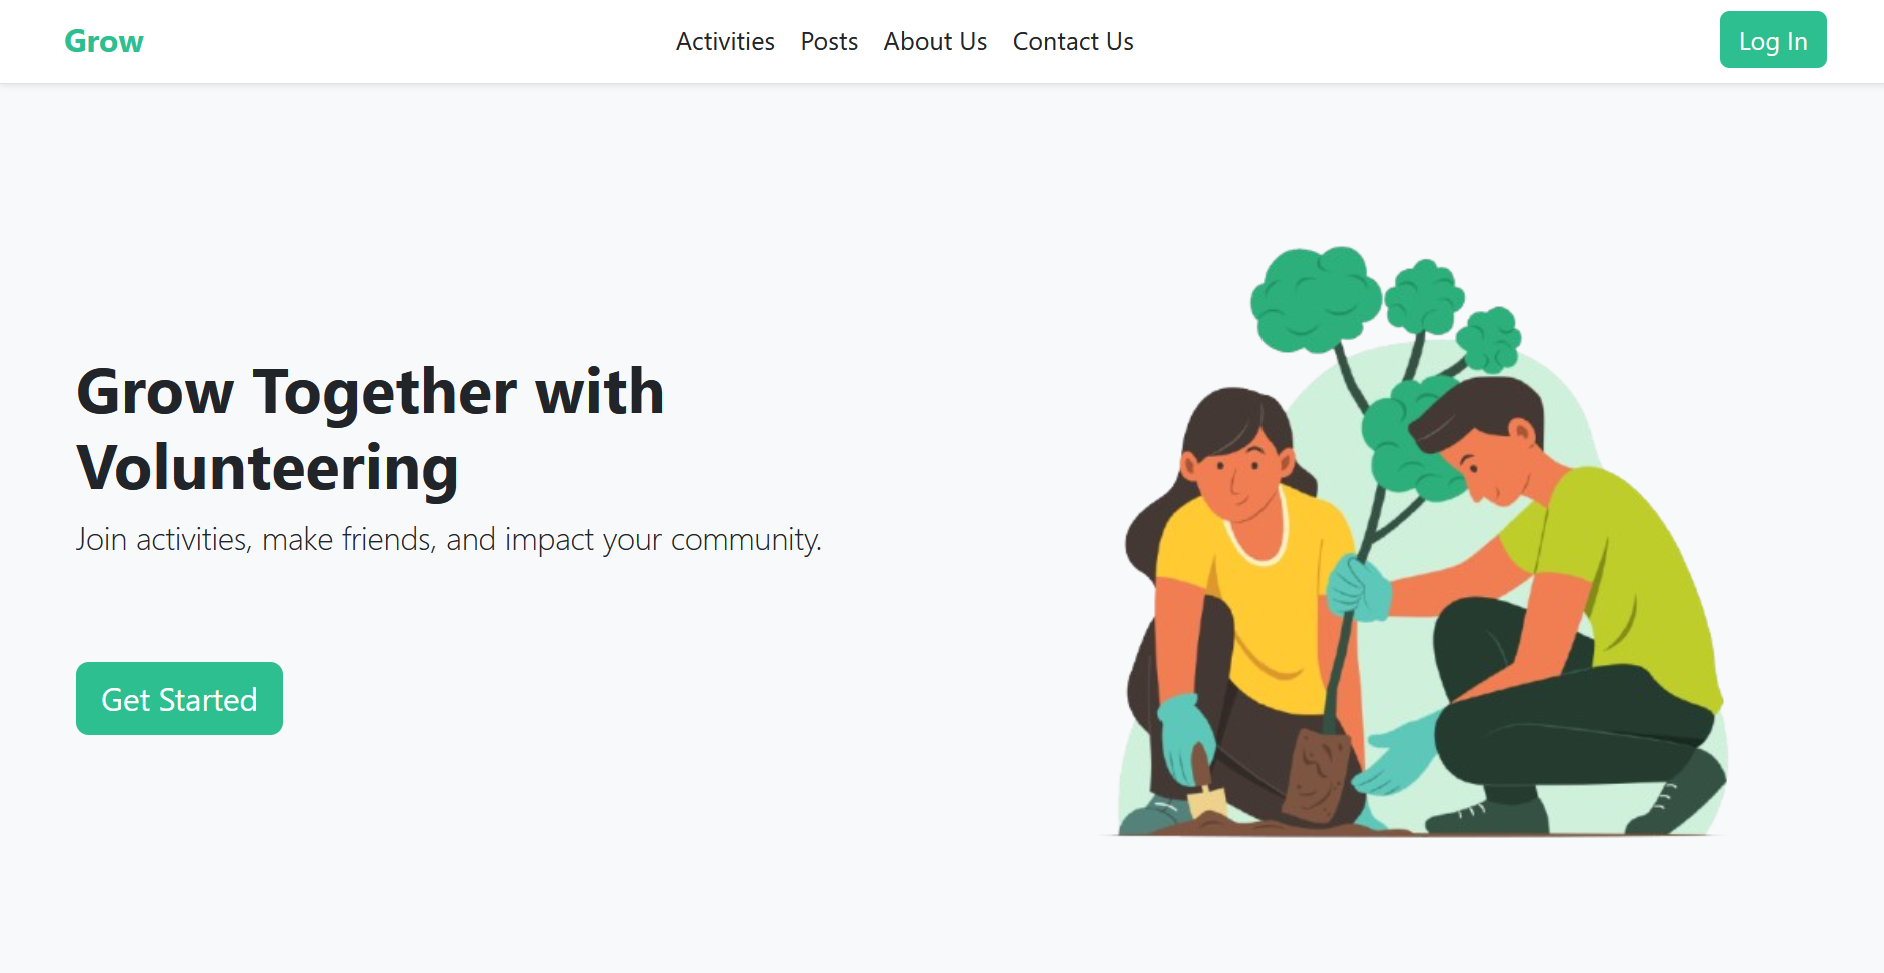 Grow
Activities Posts About Us Contact Us
Log In
Grow Together with
Volunteering
Join activities, make friends, and impact your community.
Get Started